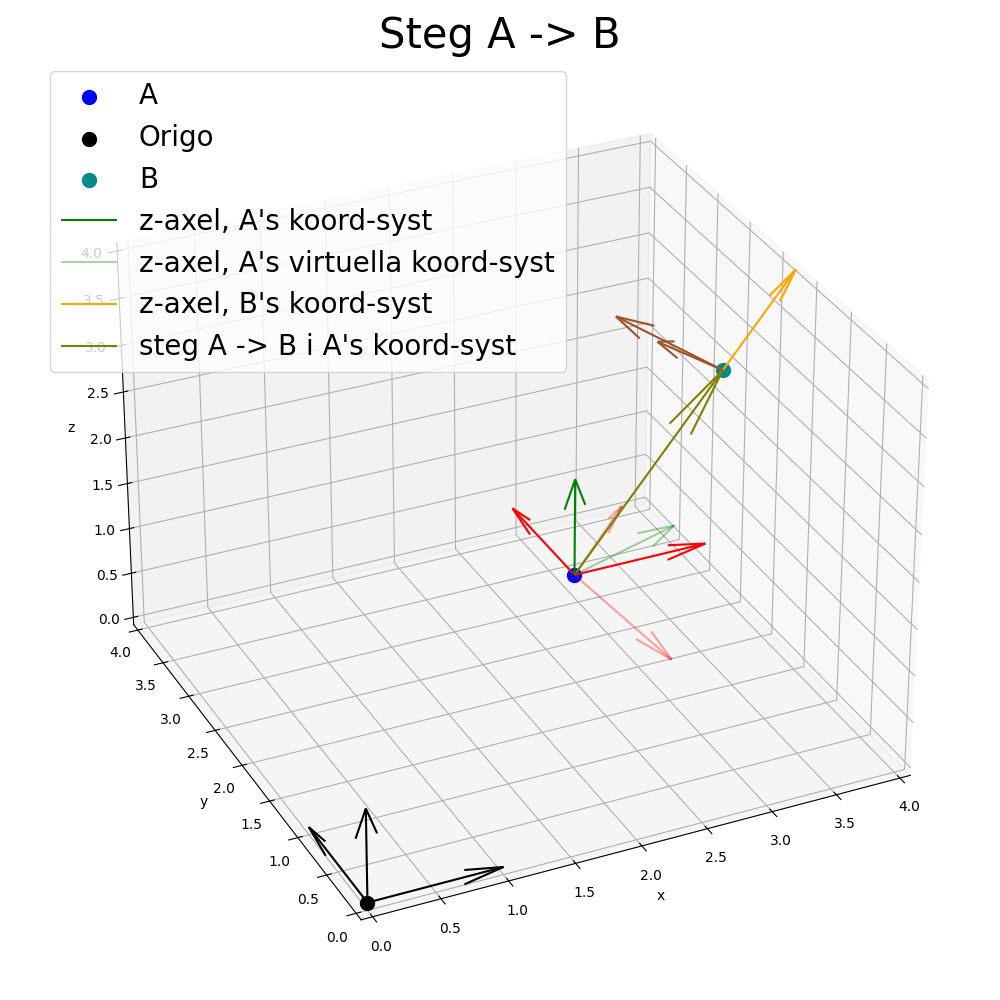 Steg A -> B
A
Origo
B
z-axel, A's koord-syst
z-axel, A's virtuella koord-syst
z-axel, B's koord-syst
steg A -> B i A's koord-syst
4.0
3.5
3.0
2.5
2.0
1.5
1.0
0.5
0.0
z
4.0
3.5
3.0
2.5
2.0
1.5
1.0
0.5
0.0
y
0.0
0.5
1.0
1.5
2.0
2.5
3.0
3.5
4.0
x